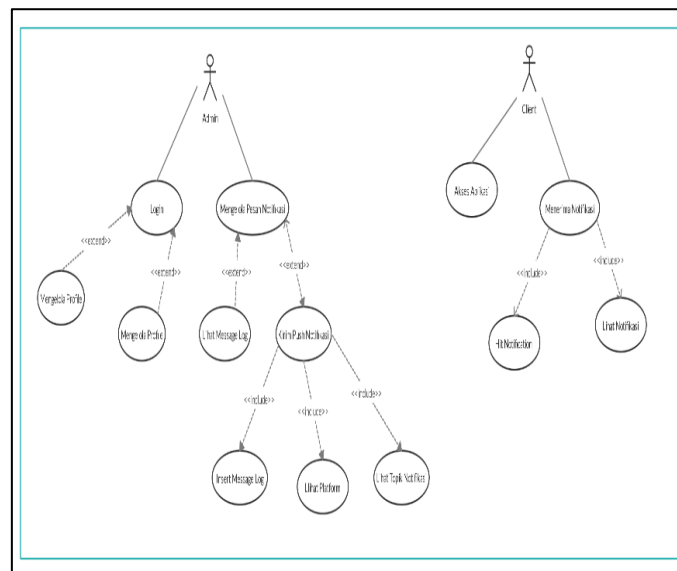 Admin
Client
Login
Mengelola Pesan Notifikasi
Akses Aplikasi
Menerima Notifikasi
<<extend>>
<<extend>>
<<extend>>
<<extend>>
<<include>>
<<include>>
Mengelola Profile
Mengelola Profile
Lihat Message Log
Kirim Push Notifikasi
Hit Notification
Lihat Notifikasi
<<include>>
<<include>>
<<include>>
Insert Message Log
Lihat Platform
Lihat Topik Notifikasi